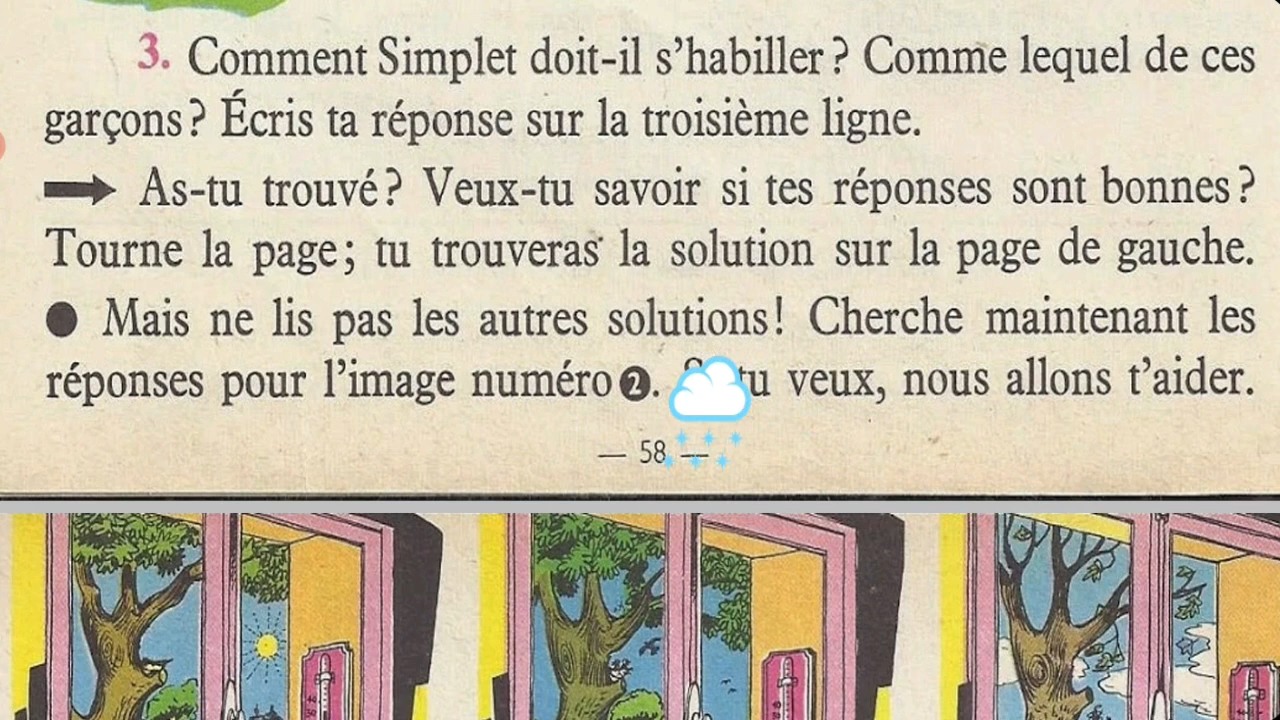 3. Comment Simplet doit-il s'habiller ? Comme lequel de ces
garçons ? Écris ta réponse sur la troisième ligne.
As-tu trouvé ? Veux-tu savoir si tes réponses sont bonnes ?
Tourne la page ; tu trouveras la solution sur la page de gauche.
Mais ne lis pas les autres solutions ! Cherche maintenant les
réponses pour l'image numéro 2. tu veux, nous allons t'aider.
— 58 —